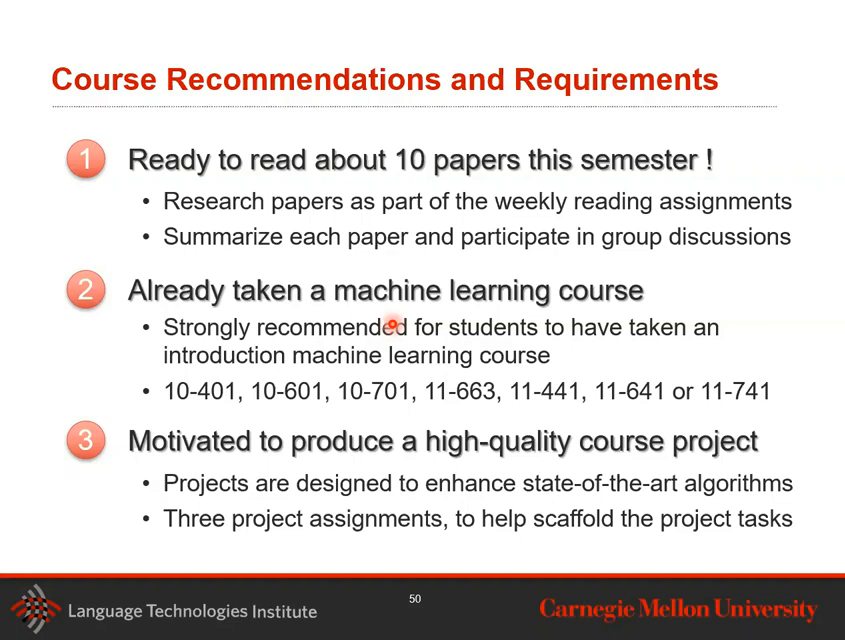 Course Recommendations and Requirements
1 Ready to read about 10 papers this semester !
• Research papers as part of the weekly reading assignments
• Summarize each paper and participate in group discussions
2 Already taken a machine learning course
• Strongly recommended for students to have taken an
introduction machine learning course
• 10-401, 10-601, 10-701, 11-663, 11-441, 11-641 or 11-741
3 Motivated to produce a high-quality course project
• Projects are designed to enhance state-of-the-art algorithms
• Three project assignments, to help scaffold the project tasks
Language Technologies Institute
50
Carnegie Mellon University